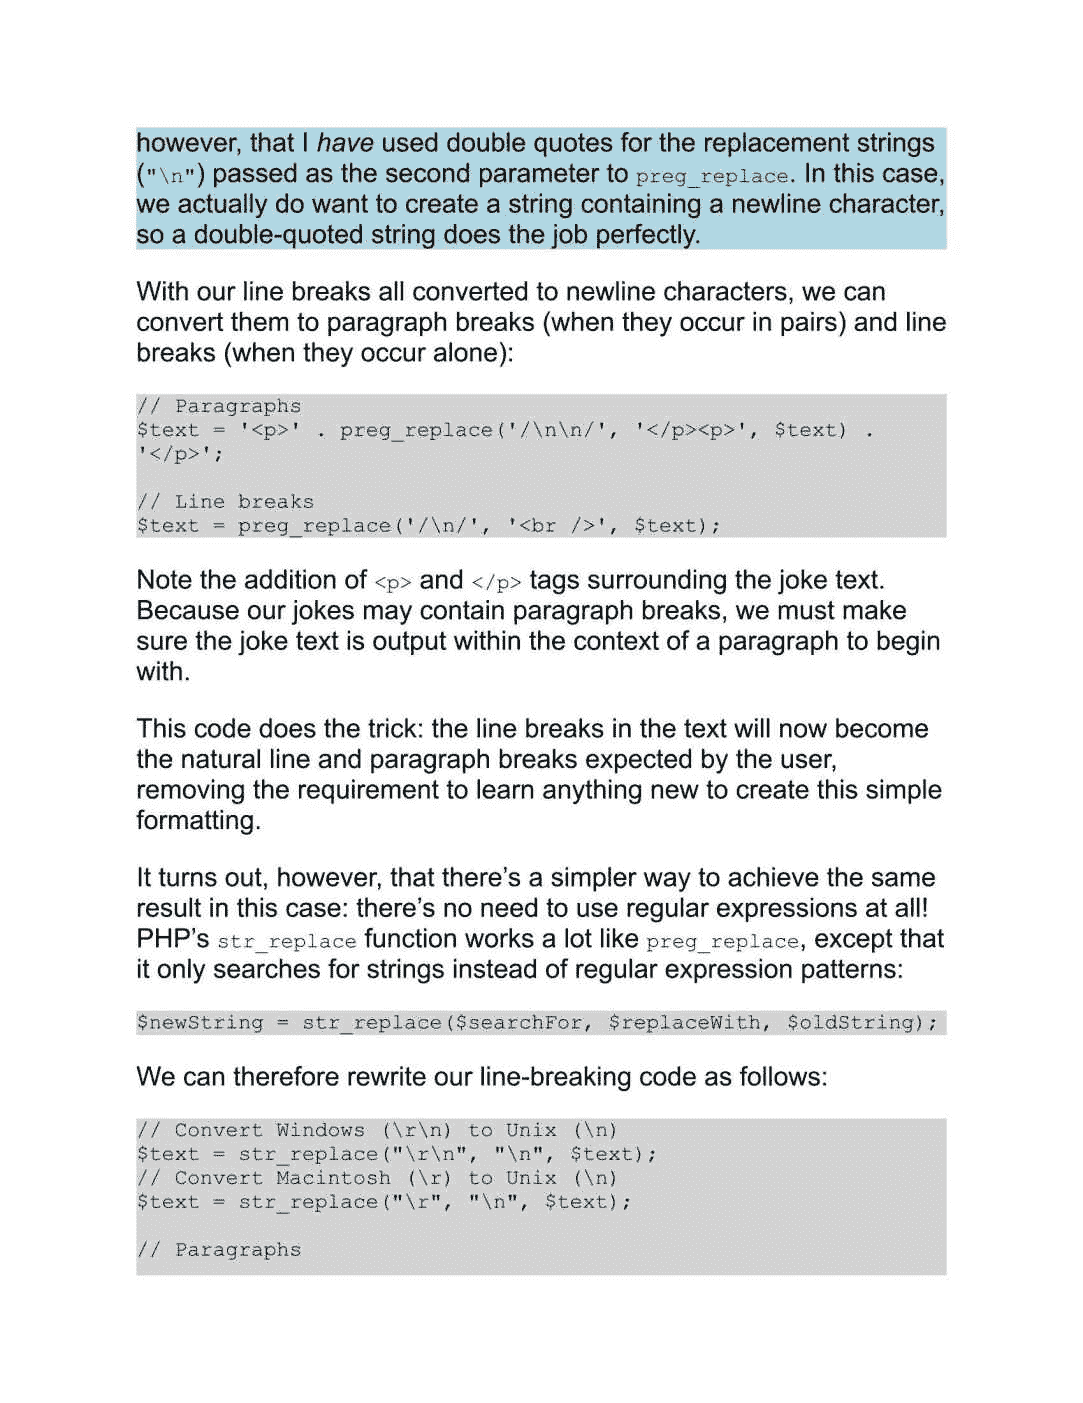 however, that I have used double quotes for the replacement strings
("\n") passed as the second parameter to preg_replace. In this case,
we actually do want to create a string containing a newline character,
so a double-quoted string does the job perfectly.
With our line breaks all converted to newline characters, we can
convert them to paragraph breaks (when they occur in pairs) and line
breaks (when they occur alone):
// Paragraphs
$text = '<p>' . preg_replace('/\n\n/', '</p><p>', $text) .
'</p>';
// Line breaks
$text = preg_replace('/\n/', '<br />', $text);
Note the addition of <p> and </p> tags surrounding the joke text.
Because our jokes may contain paragraph breaks, we must make
sure the joke text is output within the context of a paragraph to begin
with.
This code does the trick: the line breaks in the text will now become
the natural line and paragraph breaks expected by the user,
removing the requirement to learn anything new to create this simple
formatting.
It turns out, however, that there’s a simpler way to achieve the same
result in this case: there’s no need to use regular expressions at all!
PHP’s str_replace function works a lot like preg_replace, except that
it only searches for strings instead of regular expression patterns:
$newString = str_replace($searchFor, $replaceWith, $oldString);
We can therefore rewrite our line-breaking code as follows:
// Convert Windows (\r\n) to Unix (\n)
$text = str_replace("\r\n", "\n", $text);
// Convert Macintosh (\r) to Unix (\n)
$text = str_replace("\r", "\n", $text);
// Paragraphs